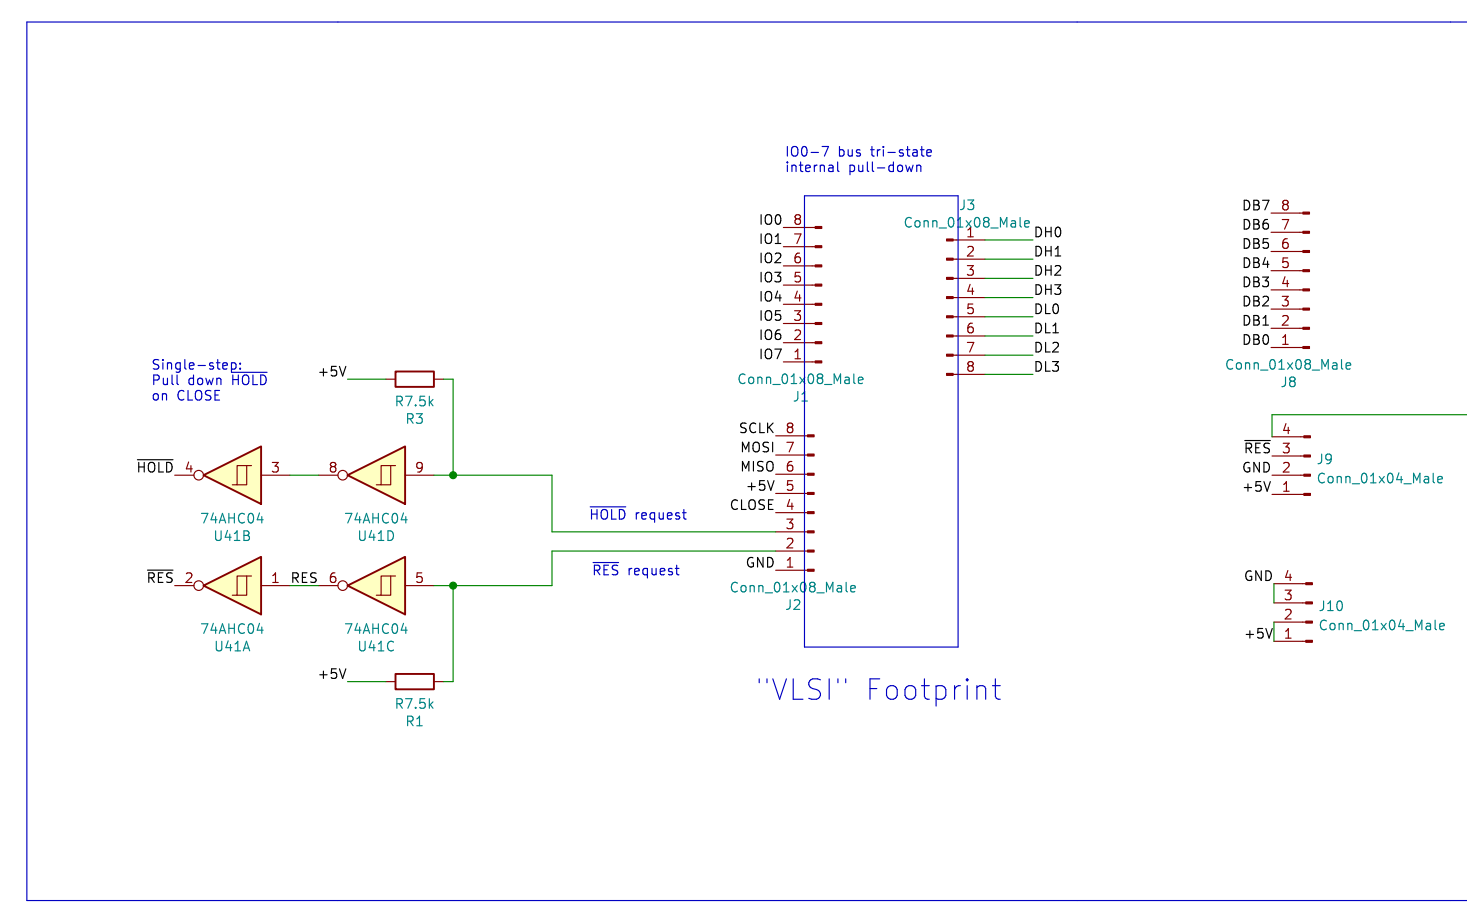 IO0-7 bus tri-state
internal pull-down
J3
Conn_01x08_Male
IO0 8
IO1 7
IO2 6
IO3 5
IO4 4
IO5 3
IO6 2
IO7 1
Conn_01x08_Male
J1
1 DH0
2 DH1
3 DH2
4 DH3
5 DL0
6 DL1
7 DL2
8 DL3
DB7 8
DB6 7
DB5 6
DB4 5
DB3 4
DB2 3
DB1 2
DB0 1
Conn_01x08_Male
J8
Single-step:
Pull down HOLD
on CLOSE
+5V
R7.5k
R3
HOLD 4 3 8 9
74AHC04
U41B
74AHC04
U41D
HOLD request
RES request
SCLK 8
MOSI 7
MISO 6
+5V 5
CLOSE 4
3
2
GND 1
Conn_01x08_Male
J2
4
RES 3
GND 2
+5V 1
J9
Conn_01x04_Male
RES 2 1 RES 6 5
74AHC04
U41A
74AHC04
U41C
+5V
R7.5k
R1
GND 4
3
2
+5V 1
J10
Conn_01x04_Male
"VLSI" Footprint